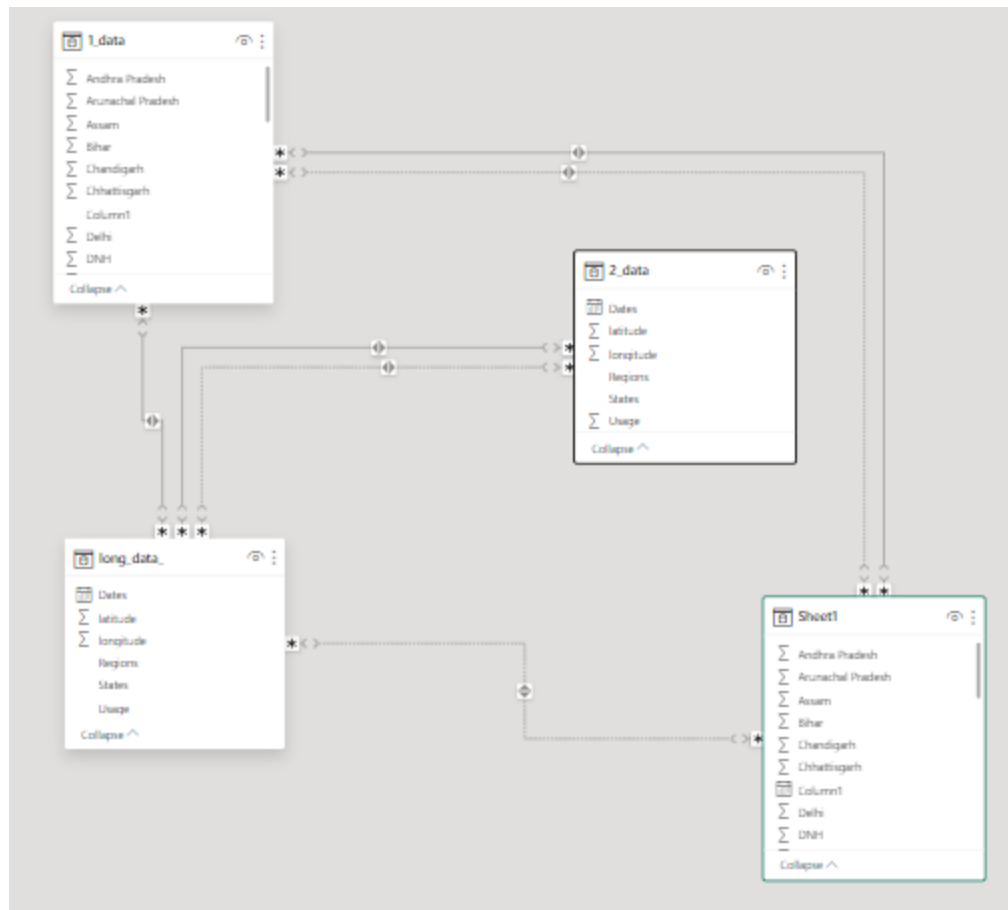 1_data
Andhra Pradesh
Arunachal Pradesh
Assam
Bihar
Chandigarh
Chhattisgarh
Column1
Delhi
DNH
Collapse
2_data
Dates
latitude
longitude
Regions
States
Usage
Collapse
long_data_
Dates
latitude
longitude
Regions
States
Usage
Collapse
Sheet1
Andhra Pradesh
Arunachal Pradesh
Assam
Bihar
Chandigarh
Chhattisgarh
Column1
Delhi
DNH
Collapse